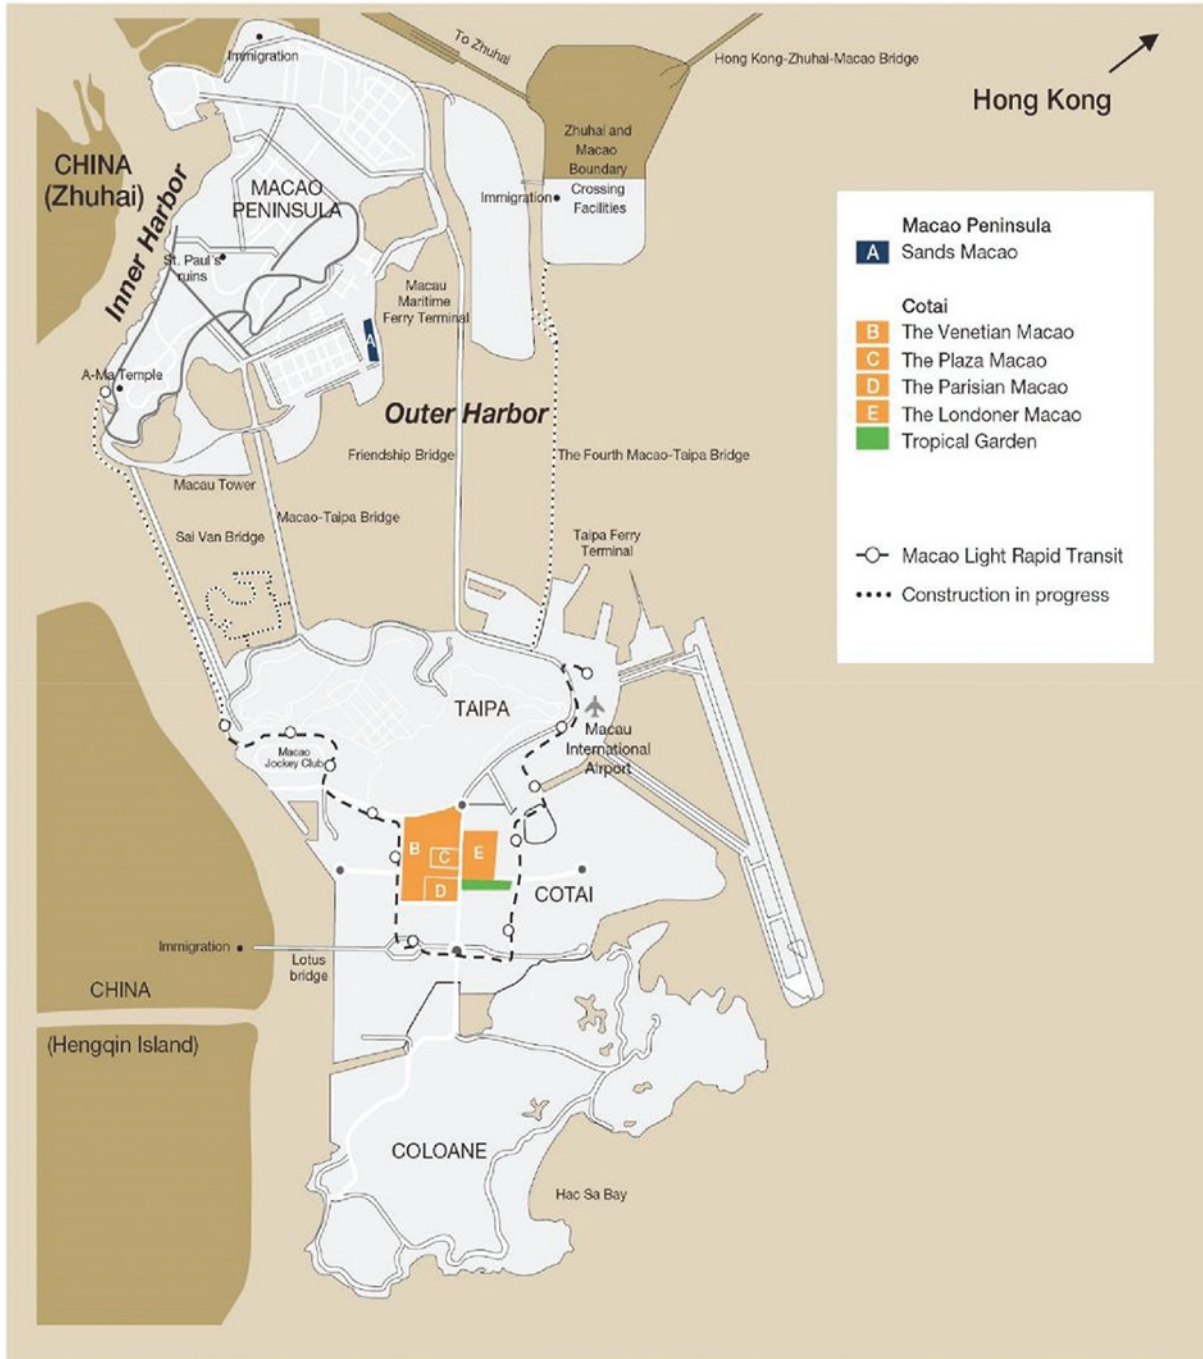 Immigration
To Zhuhai
Hong Kong-Zhuhai-Macao Bridge
Hong Kong
CHINA
(Zhuhai)
Inner Harbor
MACAO
PENINSULA
Zhuhai and
Macao
Boundary
Crossing
Facilities
Immigration
St. Paul's
ruins
Macau
Maritime
Ferry Terminal
A
A-Ma Temple
Outer Harbor
Friendship Bridge
The Fourth Macao-Taipa Bridge
Macau Tower
Macao-Taipa Bridge
Sai Van Bridge
Taipa Ferry
Terminal
Macao Peninsula
A Sands Macao
Cotai
B The Venetian Macao
C The Plaza Macao
D The Parisian Macao
E The Londoner Macao
Tropical Garden
Macao Light Rapid Transit
Construction in progress
TAIPA
Macau
International
Airport
Macao
Jockey Club
B
C
E
D
COTAI
Immigration
Lotus
bridge
CHINA
(Hengqin Island)
COLOANE
Hac Sa Bay